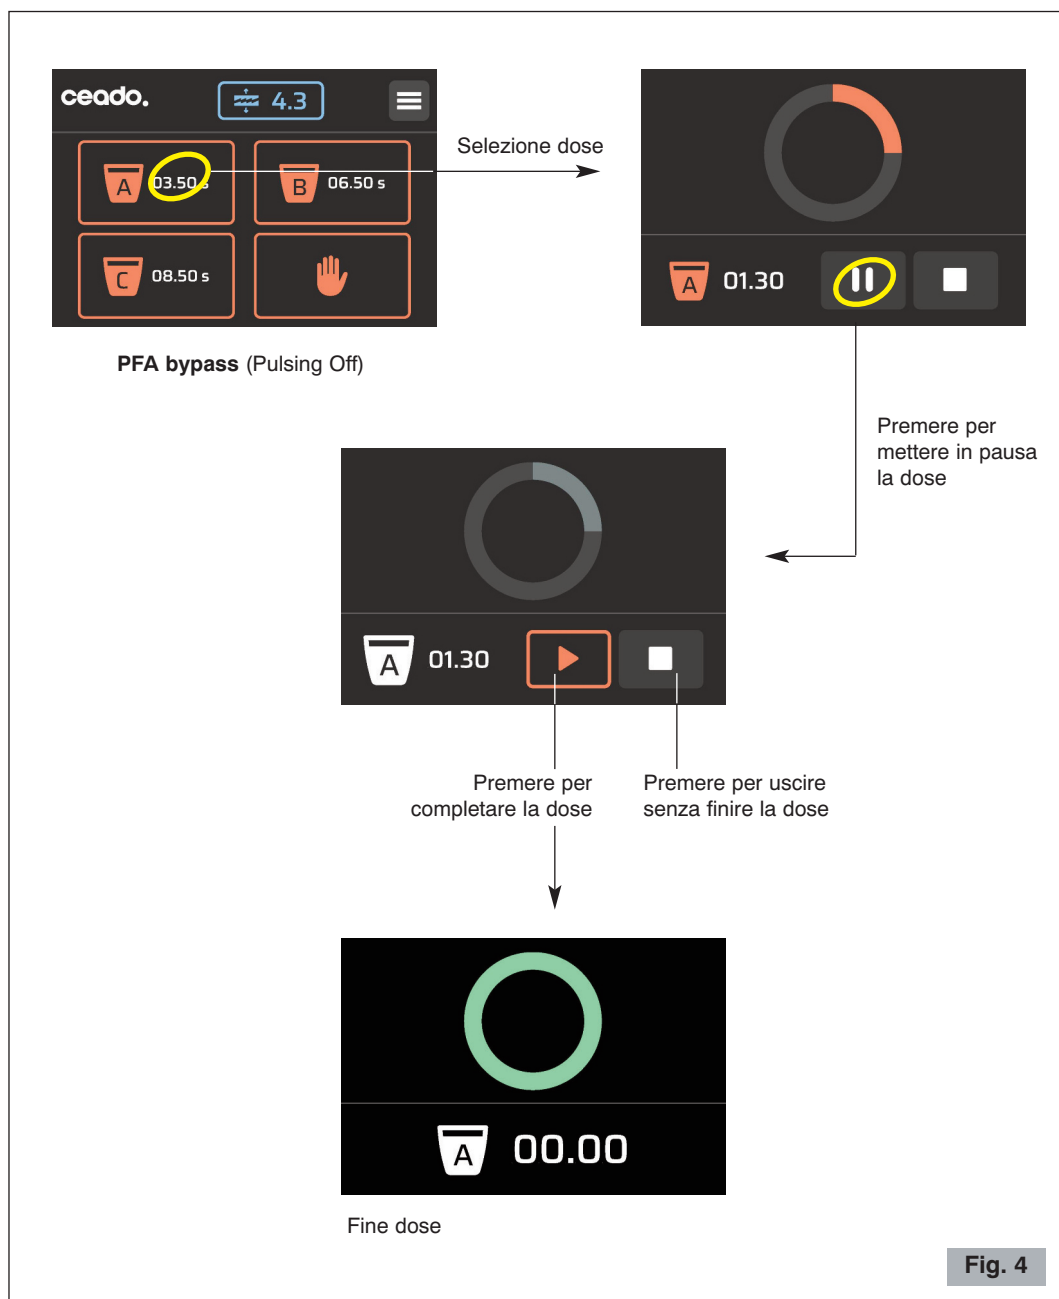 ceado.
4.3
A 03.50 s
B 06.50 s
C 08.50 s
Selezione dose
A 01.30
PFA bypass (Pulsing Off)
Premere per
mettere in pausa
la dose
A 01.30
Premere per
completare la dose
Premere per uscire
senza finire la dose
A 00.00
Fine dose
Fig. 4